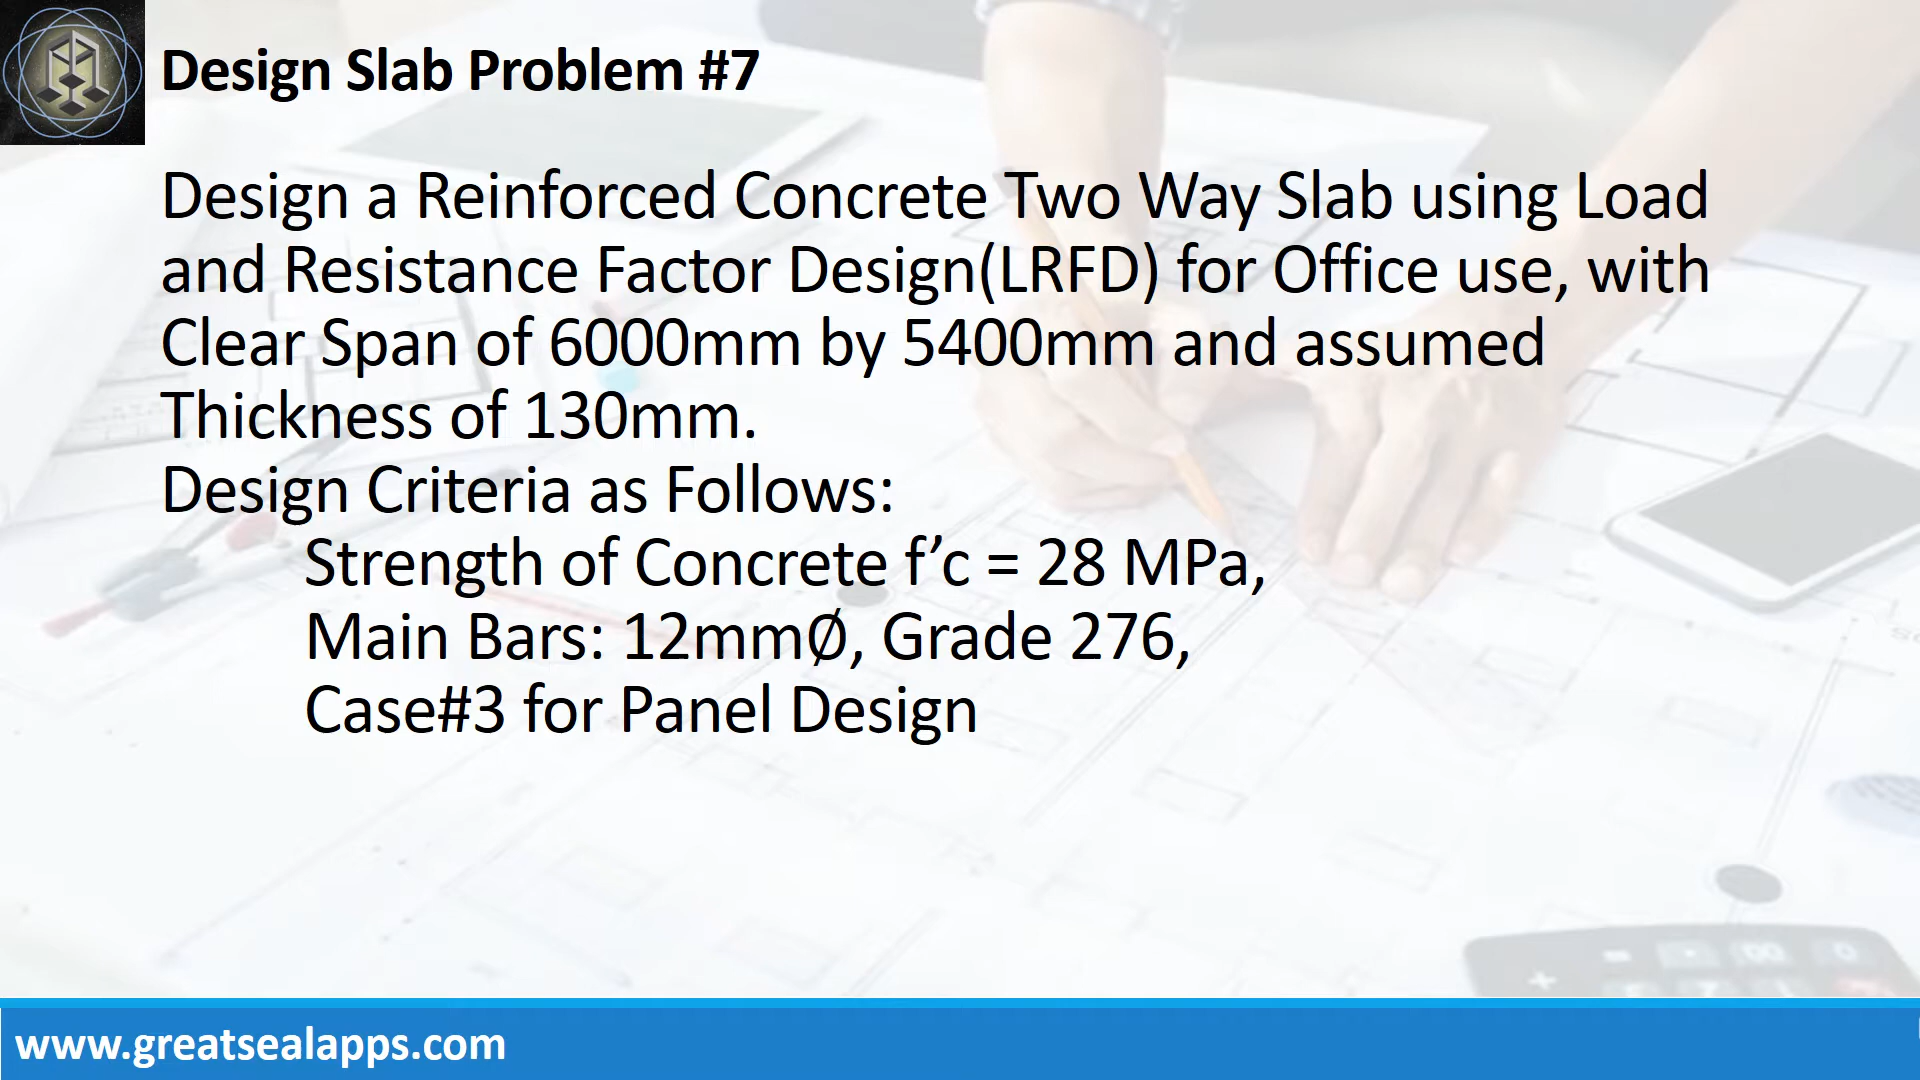 Design Slab Problem #7
Design a Reinforced Concrete Two Way Slab using Load
and Resistance Factor Design(LRFD) for Office use, with
Clear Span of 6000mm by 5400mm and assumed
Thickness of 130mm.
Design Criteria as Follows:
Strength of Concrete f’c = 28 MPa,
Main Bars: 12mmØ, Grade 276,
Case#3 for Panel Design
www.greatsealapps.com